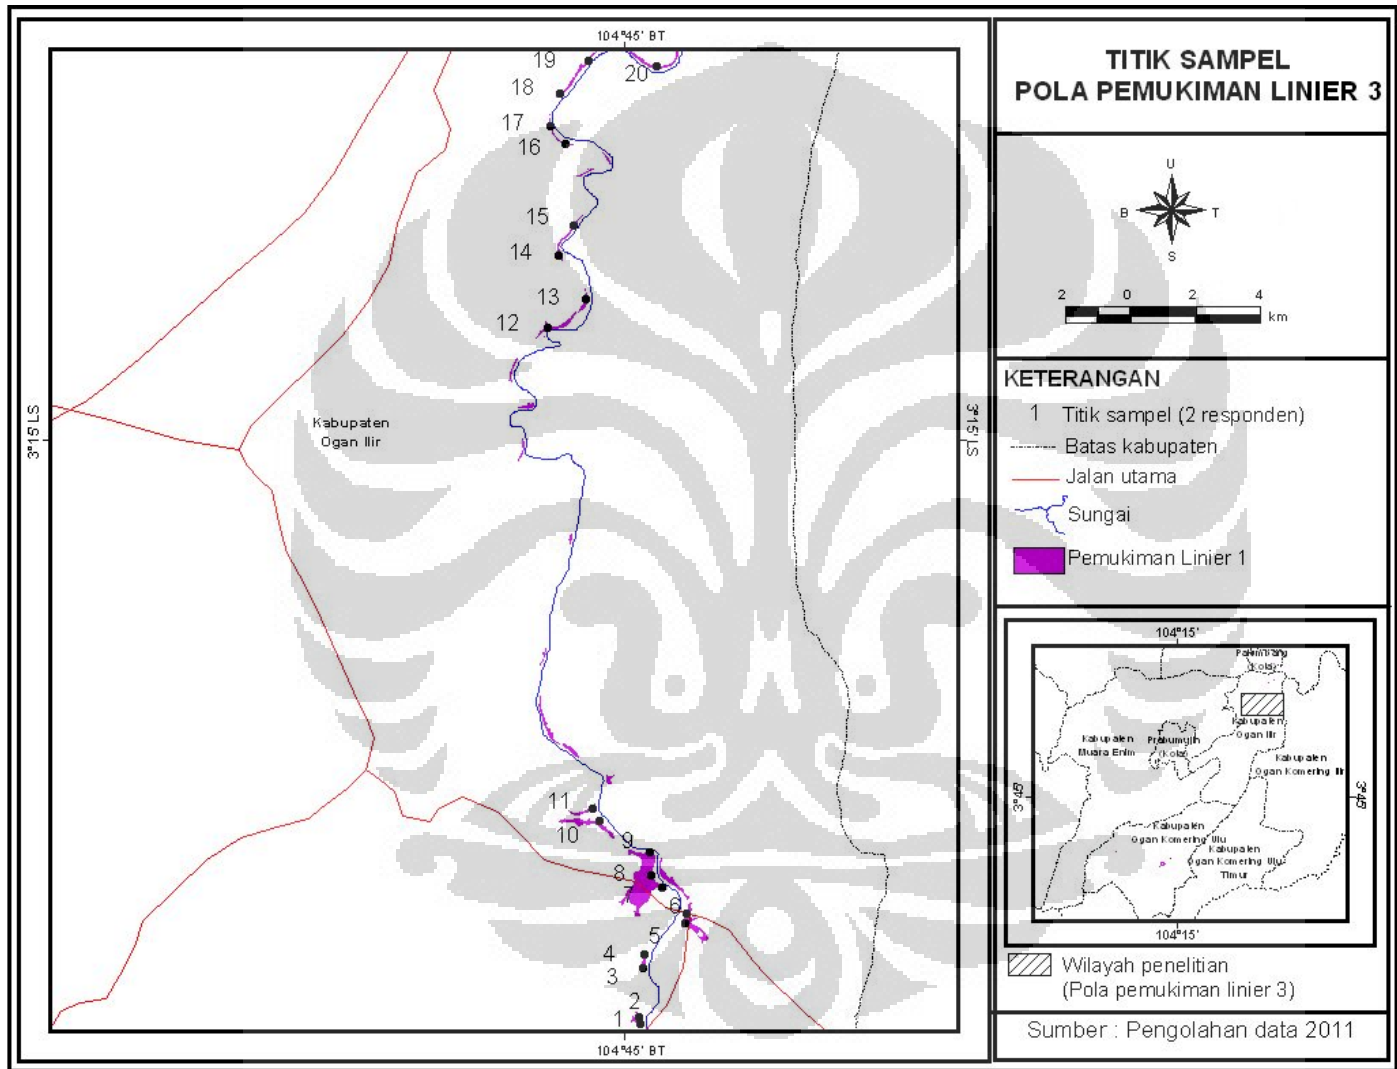 104°45' BT
19
20
18
17
16
15
14
13
12
Kabupaten
Ogan Ilir
3°15' LS
3°15' LS
11
10
9
8
7
6
5
4
3
2
1
104°45' BT
TITIK SAMPEL
POLA PEMUKIMAN LINIER 3
U
B
T
S
2 0 2 4
km
KETERANGAN
1 Titik sampel (2 responden)
Batas kabupaten
Jalan utama
Sungai
Pemukiman Linier 1
104°15'
Palembang
(Kota)
Kabupaten
Ogan Ilir
Kabupaten
Muara Enim
Prabumulih
(Kota)
Kabupaten
Ogan Komering Ilir
3°45'
3°45'
Kabupaten
Ogan Komering Ulu
Kabupaten
Ogan Komering Ulu
Timur
104°15'
Wilayah penelitian
(Pola pemukiman linier 3)
Sumber : Pengolahan data 2011